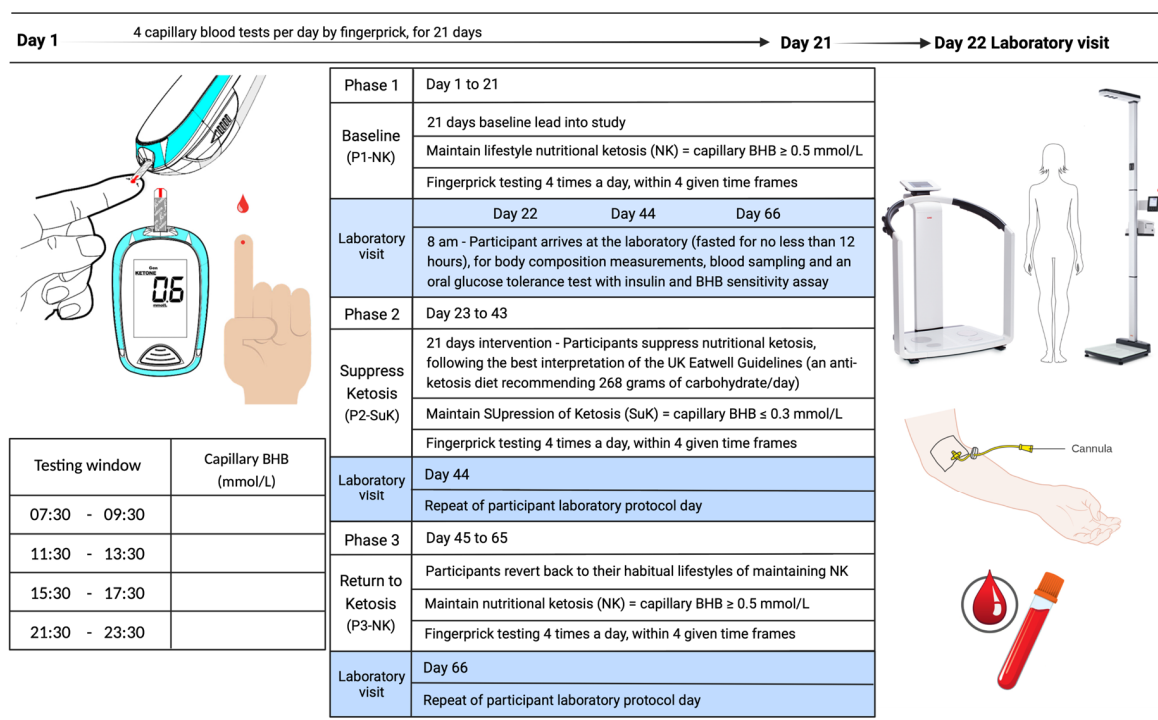 Day 1
4 capillary blood tests per day by fingerprick, for 21 days
Day 21
Day 22 Laboratory visit
Phase 1
Day 1 to 21
Baseline
(P1-NK)
21 days baseline lead into study
Maintain lifestyle nutritional ketosis (NK) = capillary BHB ≥ 0.5 mmol/L
Fingerprick testing 4 times a day, within 4 given time frames
Laboratory
visit
Day 22 Day 44 Day 66
8 am - Participant arrives at the laboratory (fasted for no less than 12
hours), for body composition measurements, blood sampling and an
oral glucose tolerance test with insulin and BHB sensitivity assay
Phase 2
Day 23 to 43
Suppress
Ketosis
(P2-SuK)
21 days intervention - Participants suppress nutritional ketosis,
following the best interpretation of the UK Eatwell Guidelines (an anti-
ketosis diet recommending 268 grams of carbohydrate/day)
Maintain SUpression of Ketosis (SuK) = capillary BHB ≤ 0.3 mmol/L
Fingerprick testing 4 times a day, within 4 given time frames
Laboratory
visit
Day 44
Repeat of participant laboratory protocol day
Phase 3
Day 45 to 65
Return to
Ketosis
(P3-NK)
Participants revert back to their habitual lifestyles of maintaining NK
Maintain nutritional ketosis (NK) = capillary BHB ≥ 0.5 mmol/L
Fingerprick testing 4 times a day, within 4 given time frames
Laboratory
visit
Day 66
Repeat of participant laboratory protocol day
KETONE
0.6
mmol/L
Testing window
Capillary BHB
(mmol/L)
07:30 - 09:30
11:30 - 13:30
15:30 - 17:30
21:30 - 23:30
Cannula